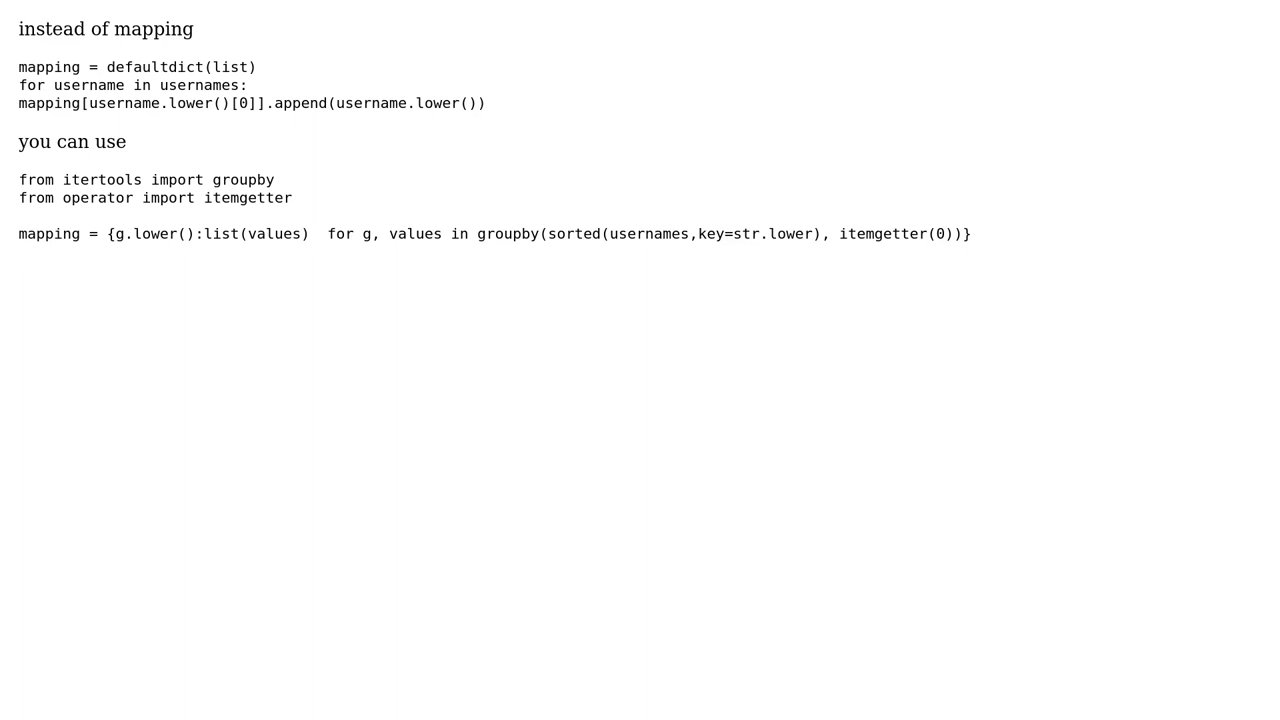 instead of mapping
mapping = defaultdict(list)
for username in usernames:
mapping[username.lower()[0]].append(username.lower())
you can use
from itertools import groupby
from operator import itemgetter
mapping = {g.lower():list(values)  for g, values in groupby(sorted(usernames,key=str.lower), itemgetter(0))}